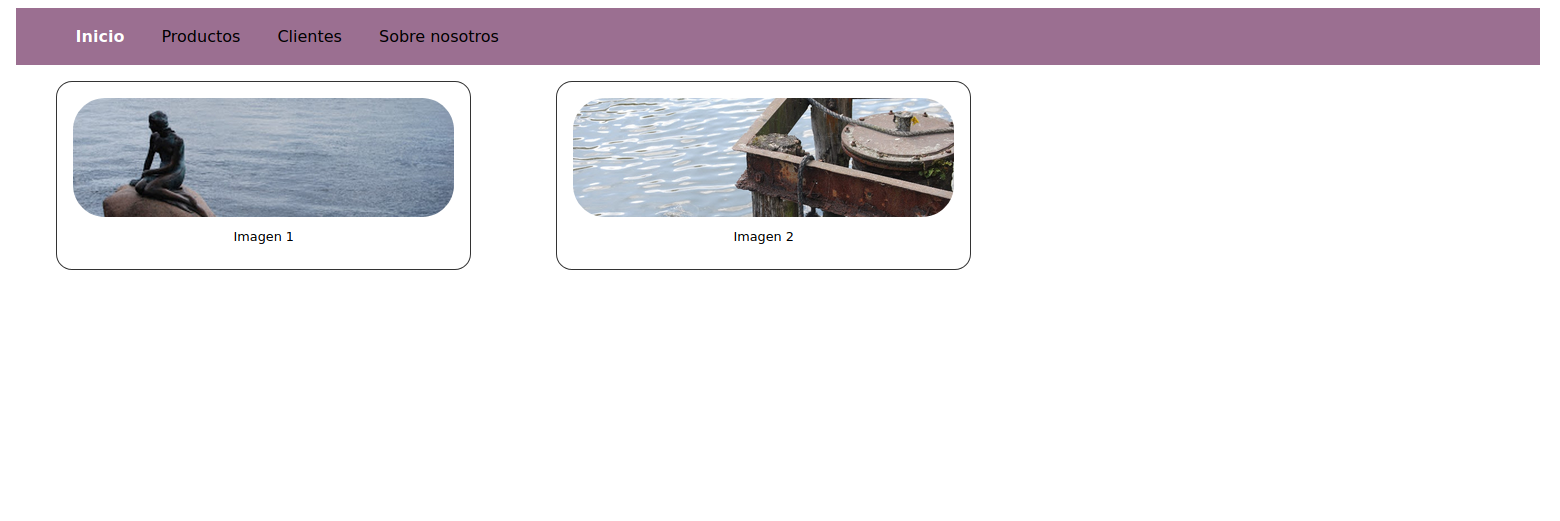 Inicio Productos Clientes Sobre nosotros
Imagen 1
Imagen 2